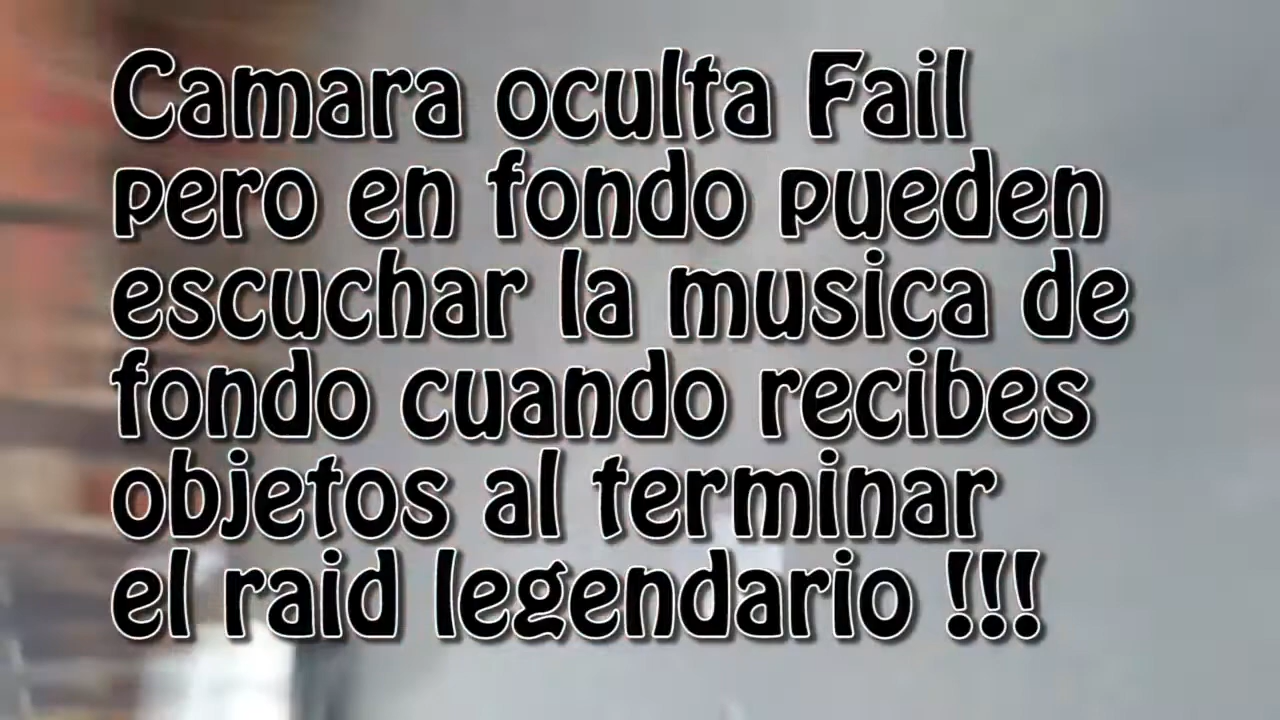 Camara oculta Fail
pero en fondo pueden
escuchar la musica de
fondo cuando recibes
objetos al terminar
el raid legendario !!!